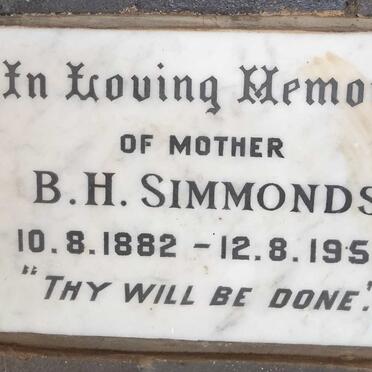 In Loving Memo
OF MOTHER
B. H. SIMMONDS
10.8.1882 - 12.8.195
"THY WILL BE DONE".